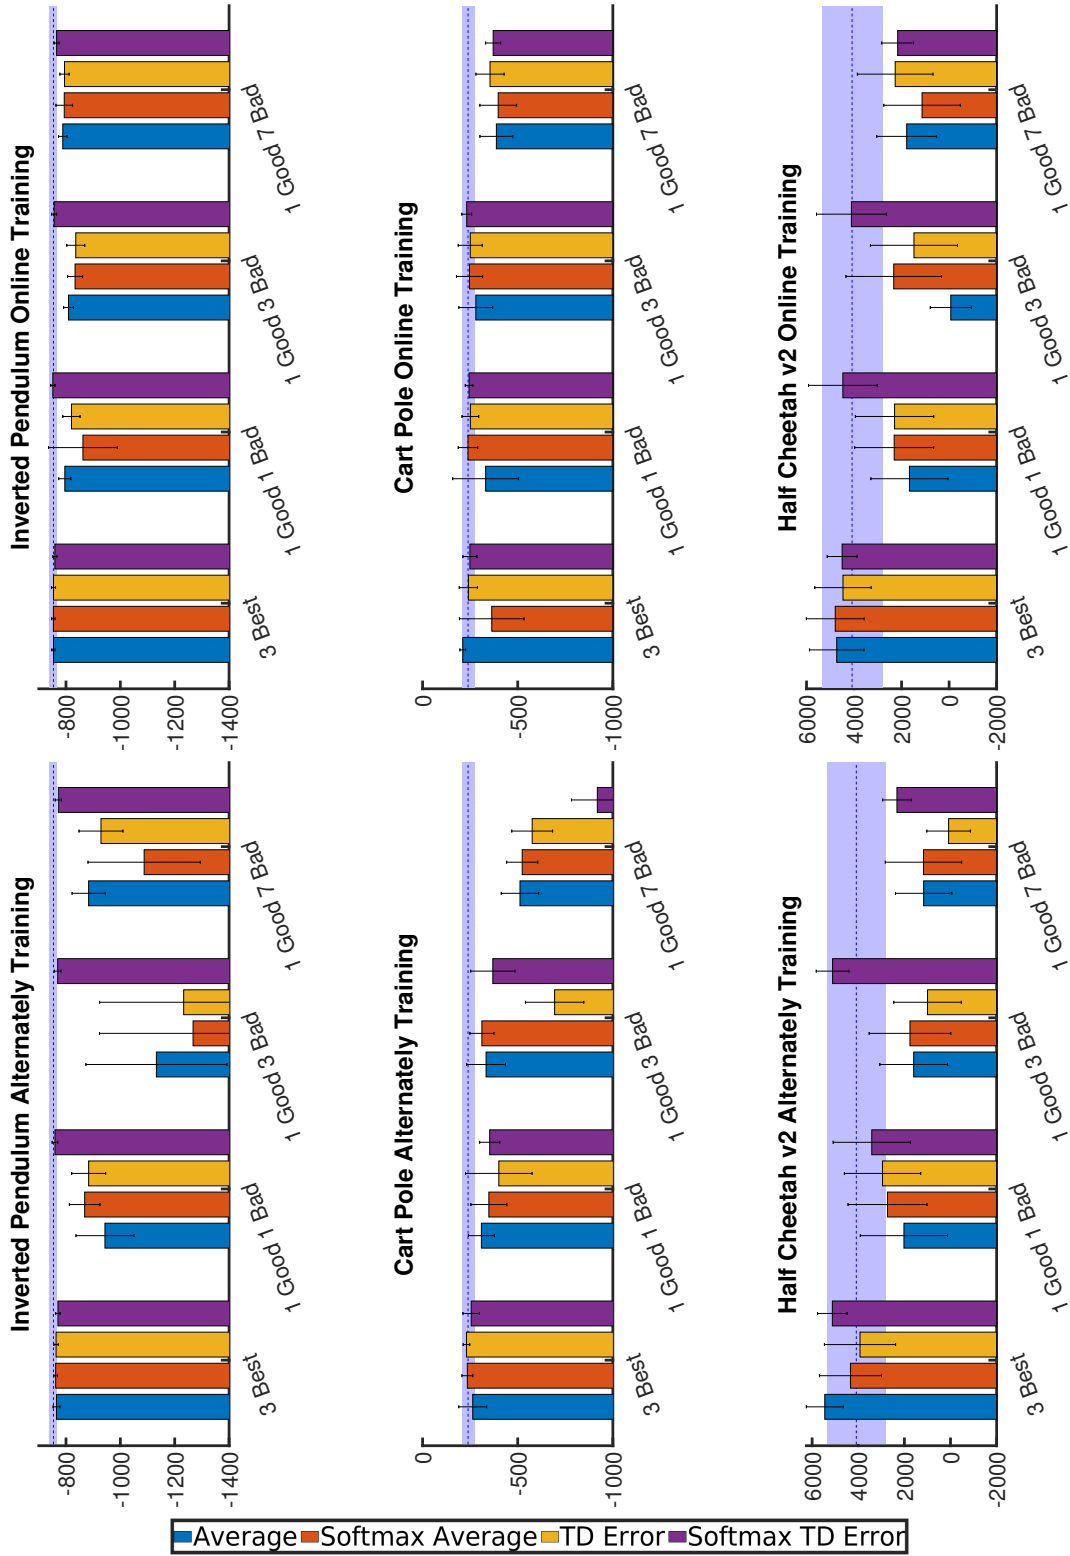 Inverted Pendulum Alternately Training
-800
-1000
-1200
-1400
3 Best
1 Good 1 Bad
1 Good 3 Bad
1 Good 7 Bad
Inverted Pendulum Online Training
-800
-1000
-1200
-1400
3 Best
1 Good 1 Bad
1 Good 3 Bad
1 Good 7 Bad
Cart Pole Alternately Training
0
-500
-1000
3 Best
1 Good 1 Bad
1 Good 3 Bad
1 Good 7 Bad
Cart Pole Online Training
0
-500
-1000
3 Best
1 Good 1 Bad
1 Good 3 Bad
1 Good 7 Bad
Half Cheetah v2 Alternately Training
6000
4000
2000
0
-2000
3 Best
1 Good 1 Bad
1 Good 3 Bad
1 Good 7 Bad
Half Cheetah v2 Online Training
6000
4000
2000
0
-2000
3 Best
1 Good 1 Bad
1 Good 3 Bad
1 Good 7 Bad
Average Softmax Average TD Error Softmax TD Error